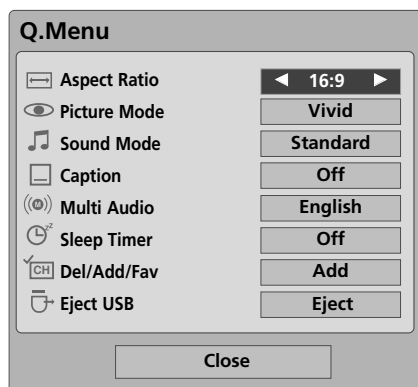 Q.Menu
Aspect Ratio ◀ 16:9 ▶
Picture Mode Vivid
Sound Mode Standard
Caption Off
Multi Audio English
Sleep Timer Off
CH Del/Add/Fav Add
Eject USB Eject
Close